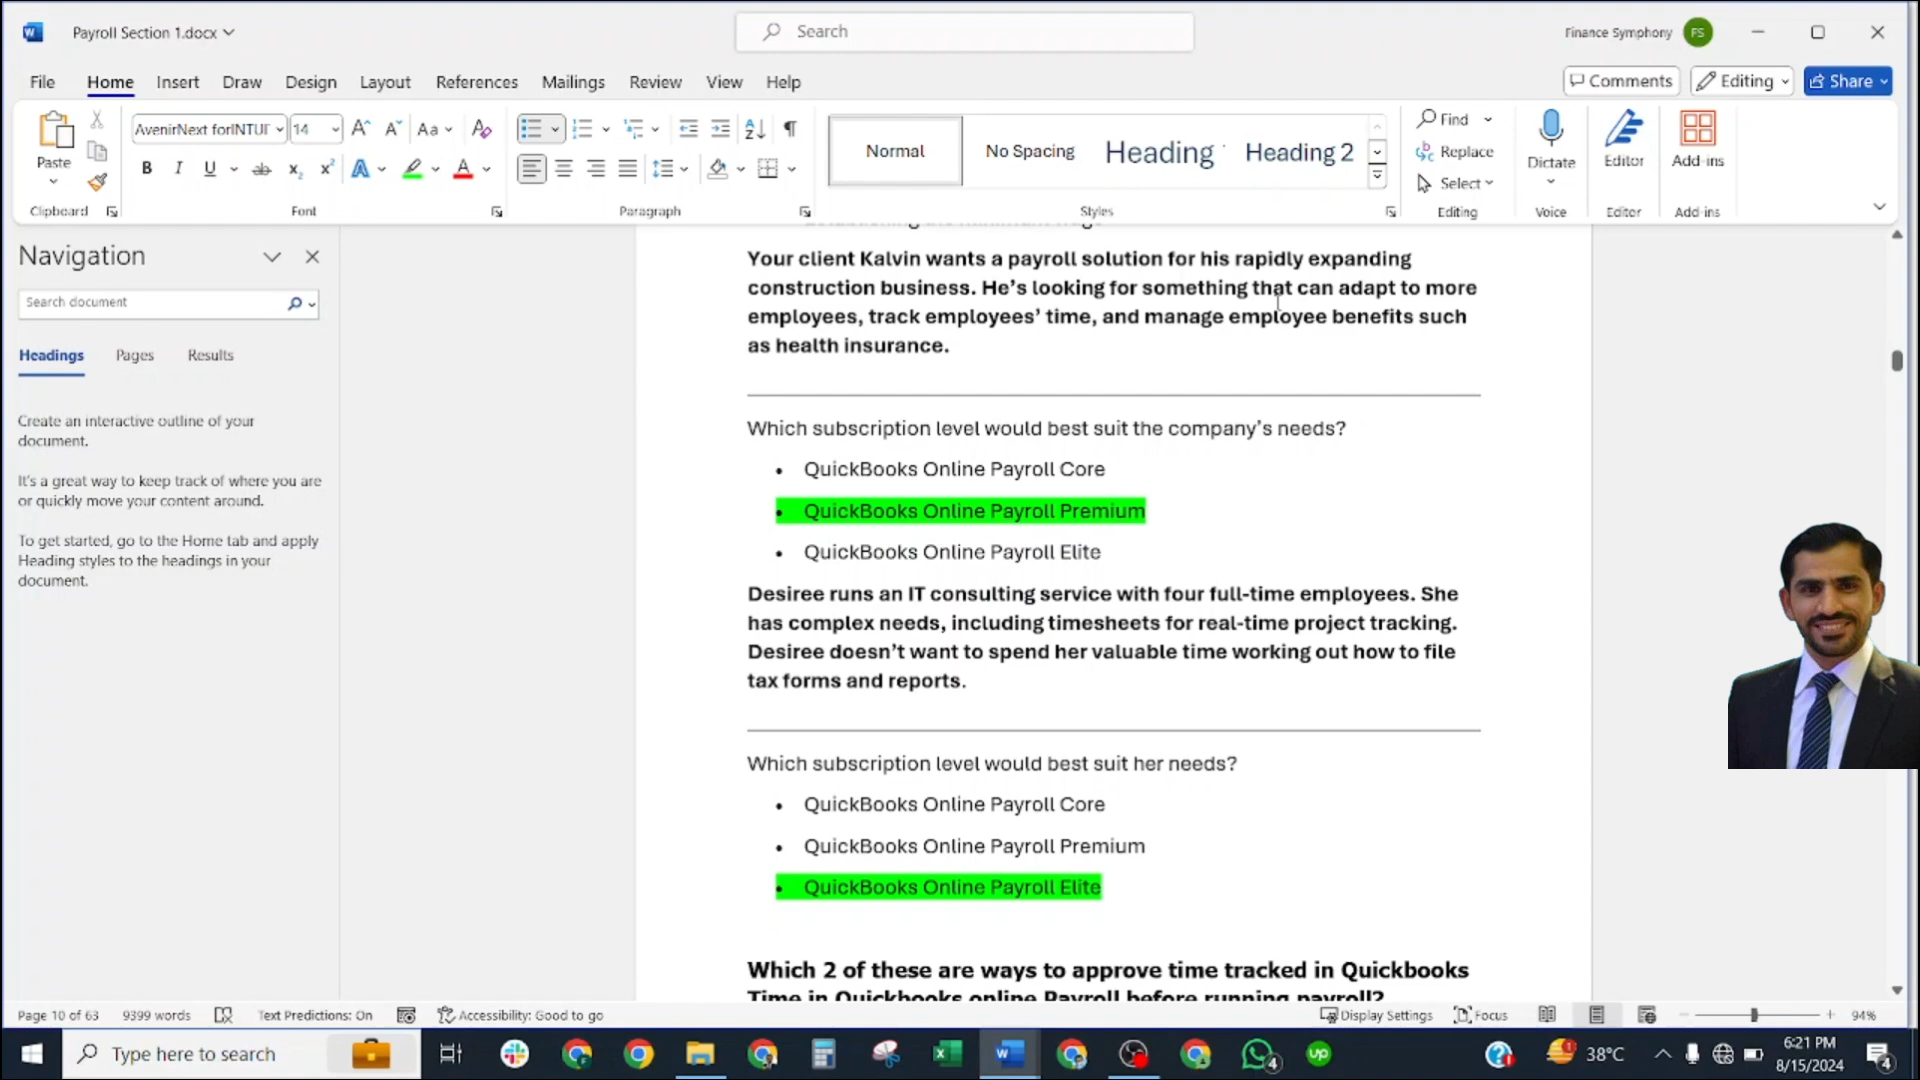 Payroll Section 1.docx
Search
Finance Symphony FS
File Home Insert Draw Design Layout References Mailings Review View Help
Comments Editing Share
AvenirNext forINTUI 14
Find
Replace
Select
Paste
Normal No Spacing Heading Heading 2
Dictate
Editor
Add-ins
Clipboard Font Paragraph Styles Editing Voice Editor Add-ins
Navigation
Search document
Headings Pages Results
Create an interactive outline of your
document.
It's a great way to keep track of where you are
or quickly move your content around.
To get started, go to the Home tab and apply
Heading styles to the headings in your
document.
Your client Kalvin wants a payroll solution for his rapidly expanding
construction business. He's looking for something that can adapt to more
employees, track employees' time, and manage employee benefits such
as health insurance.
Which subscription level would best suit the company's needs?
• QuickBooks Online Payroll Core
• QuickBooks Online Payroll Premium
• QuickBooks Online Payroll Elite
Desiree runs an IT consulting service with four full-time employees. She
has complex needs, including timesheets for real-time project tracking.
Desiree doesn't want to spend her valuable time working out how to file
tax forms and reports.
Which subscription level would best suit her needs?
• QuickBooks Online Payroll Core
• QuickBooks Online Payroll Premium
• QuickBooks Online Payroll Elite
Which 2 of these are ways to approve time tracked in Quickbooks
Time in Quickbooks online Payroll before running payroll?
Page 10 of 63 9399 words Text Predictions: On Accessibility: Good to go Display Settings Focus 94%
Type here to search
38°C
6:21 PM
8/15/2024